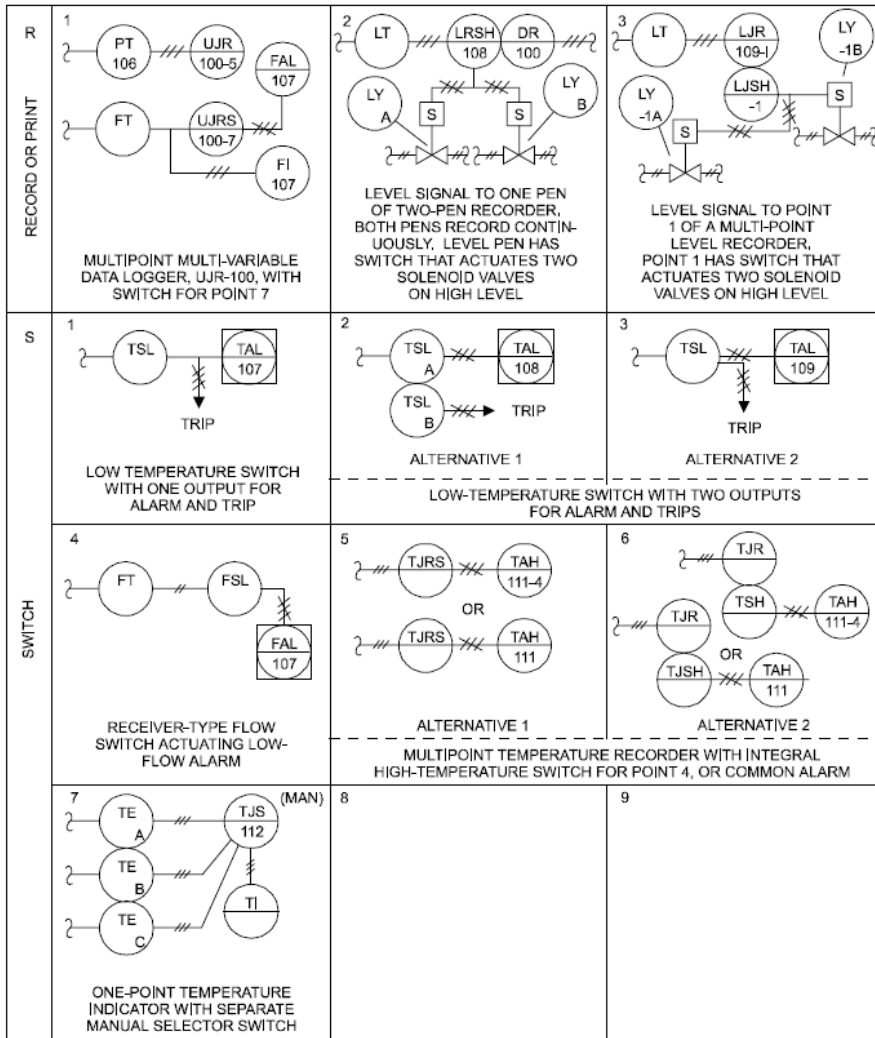 R
RECORD OR PRINT
1
PT
106
UJR
100-5
FAL
107
FT
UJRS
100-7
FI
107
MULTIPOINT MULTI-VARIABLE
DATA LOGGER, UJR-100, WITH
SWITCH FOR POINT 7
2
LT
LRSH
108
DR
100
LY
A
S
S
LY
B
LEVEL SIGNAL TO ONE PEN
OF TWO-PEN RECORDER,
BOTH PENS RECORD CONTIN-
UOUSLY, LEVEL PEN HAS
SWITCH THAT ACTUATES TWO
SOLENOID VALVES
ON HIGH LEVEL
3
LT
LJR
109-I
LY
-1B
LJSH
-1
LY
-1A
S
S
LEVEL SIGNAL TO POINT
1 OF A MULTI-POINT
LEVEL RECORDER,
POINT 1 HAS SWITCH THAT
ACTUATES TWO SOLENOID
VALVES ON HIGH LEVEL
S
SWITCH
1
TSL
TAL
107
TRIP
LOW TEMPERATURE SWITCH
WITH ONE OUTPUT FOR
ALARM AND TRIP
2
TSL
A
TAL
108
TSL
B
TRIP
ALTERNATIVE 1
3
TSL
TAL
109
TRIP
ALTERNATIVE 2
LOW-TEMPERATURE SWITCH WITH TWO OUTPUTS
FOR ALARM AND TRIPS
4
FT
FSL
FAL
107
RECEIVER-TYPE FLOW
SWITCH ACTUATING LOW-
FLOW ALARM
5
TJRS
TAH
111-4
OR
TJRS
TAH
111
ALTERNATIVE 1
6
TJR
TSH
TAH
111-4
TJR
OR
TJSH
TAH
111
ALTERNATIVE 2
MULTIPOINT TEMPERATURE RECORDER WITH INTEGRAL
HIGH-TEMPERATURE SWITCH FOR POINT 4, OR COMMON ALARM
7
(MAN)
TE
A
TJS
112
TE
B
TI
TE
C
ONE-POINT TEMPERATURE
INDICATOR WITH SEPARATE
MANUAL SELECTOR SWITCH
8
9